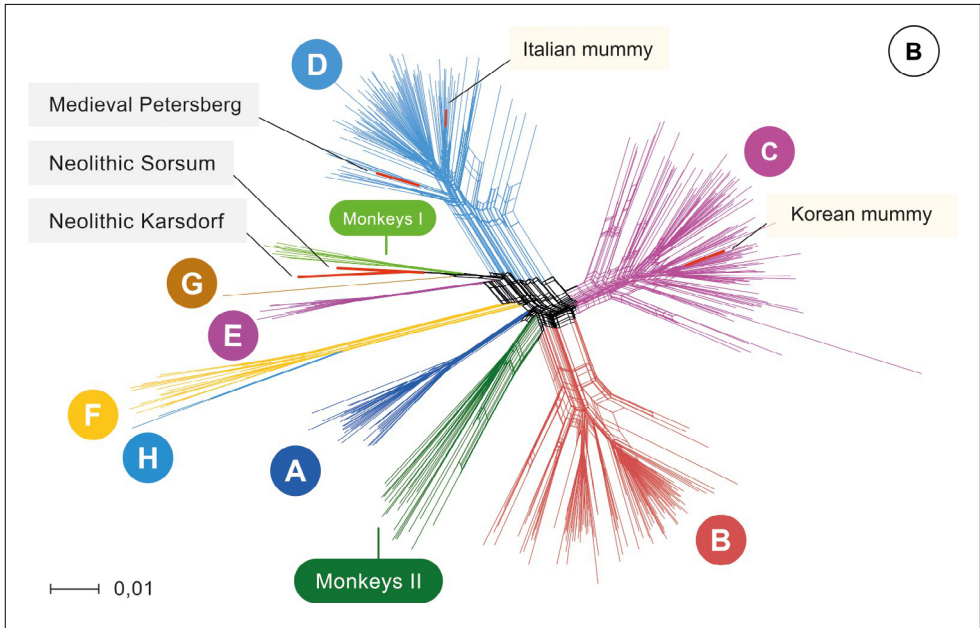 B
D
Italian mummy
Medieval Petersberg
C
Neolithic Sorsum
Monkeys I
Korean mummy
Neolithic Karsdorf
G
E
F
H
A
B
Monkeys II
0,01